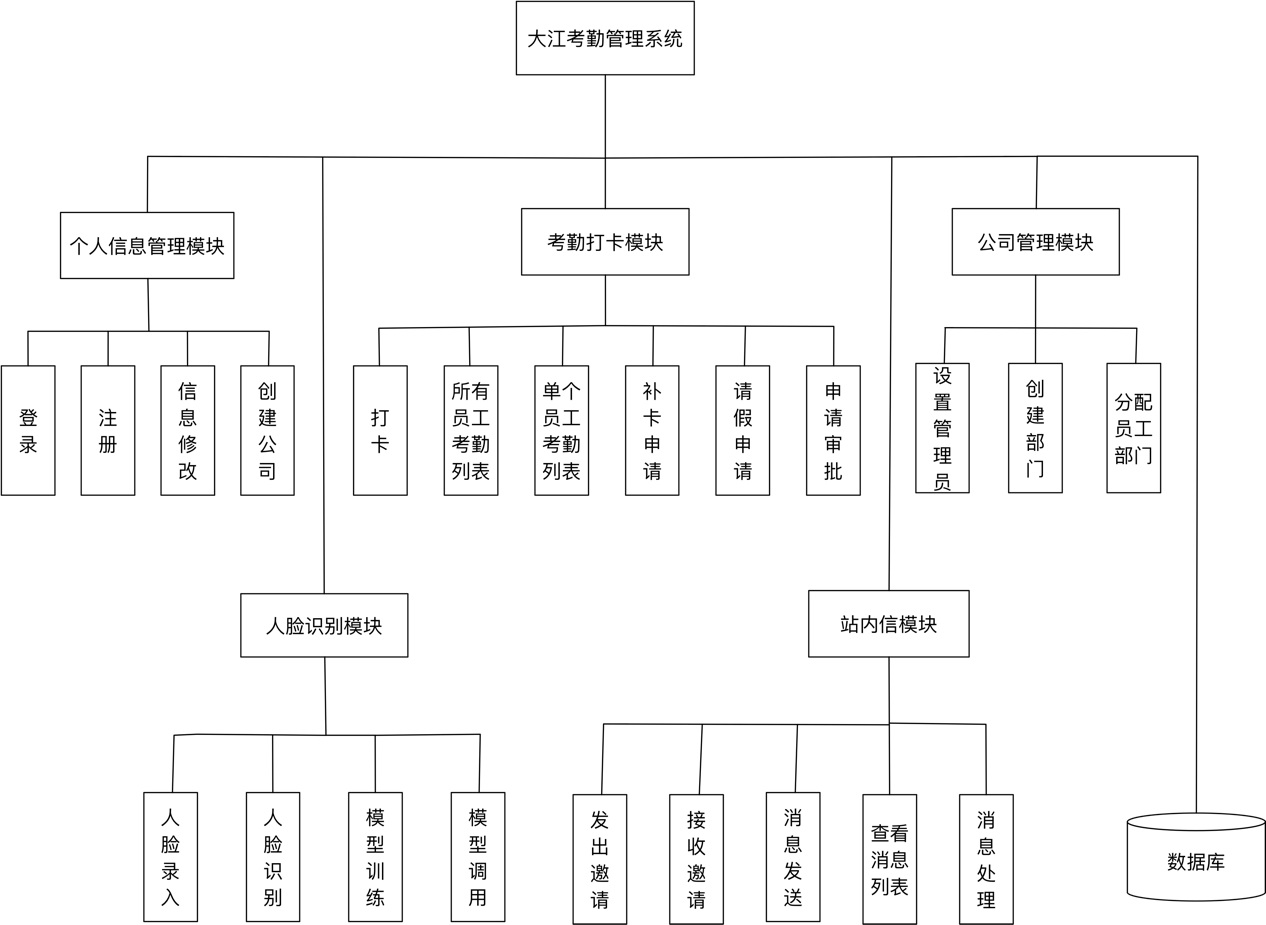 大江考勤管理系统
个人信息管理模块
考勤打卡模块
公司管理模块
登
录
注
册
信
息
修
改
创
建
公
司
打
卡
所有
员工
考勤
列表
单个
员工
考勤
列表
补
卡
申
请
请
假
申
请
申
请
审
批
设
置
管
理
员
创
建
部
门
分配
员工
部门
人脸识别模块
站内信模块
人
脸
录
入
人
脸
识
别
模
型
训
练
模
型
调
用
发
出
邀
请
接
收
邀
请
消
息
发
送
查看
消息
列表
消
息
处
理
数据库